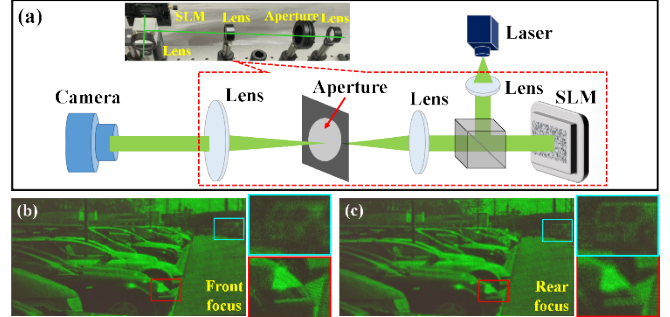 (a)
SLM
Lens
Aperture
Lens
Lens
Laser
Lens
Camera
Lens
Aperture
Lens
SLM
(b)
Front
focus
(c)
Rear
focus